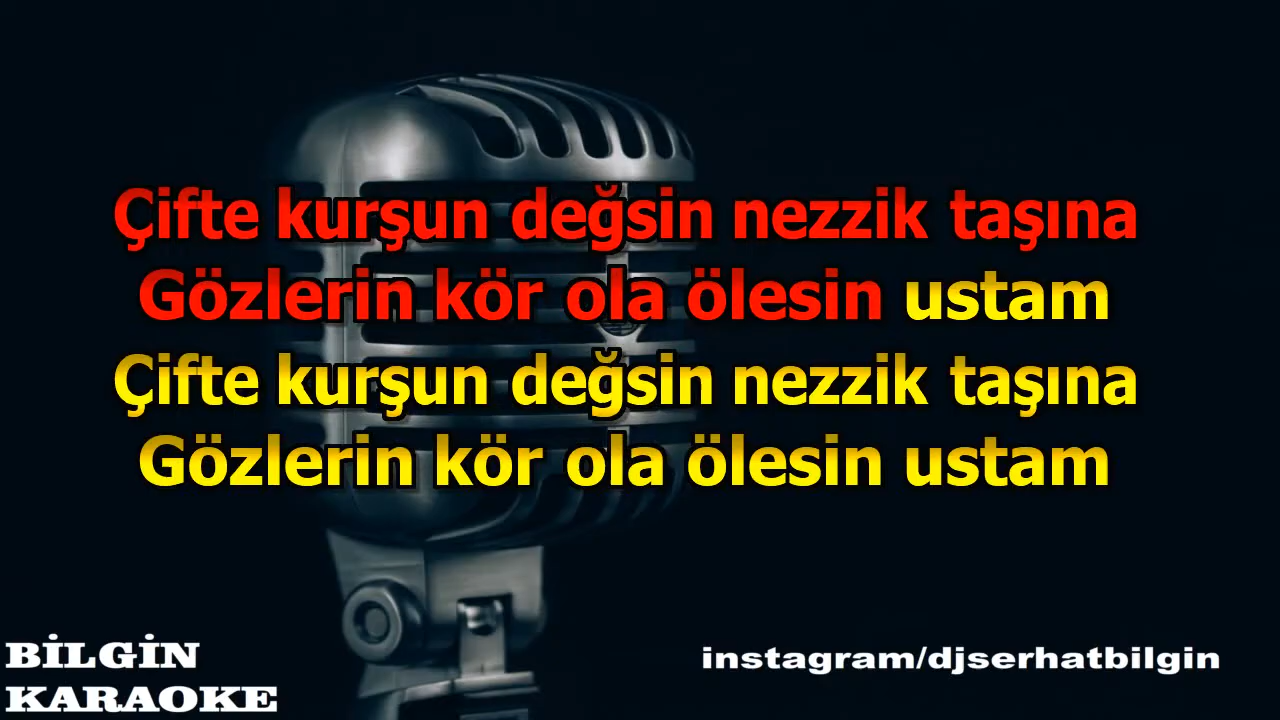 Çifte kurşun değsin nezzik taşına
Gözlerin kör ola ölesin ustam
Çifte kurşun değsin nezzik taşına
Gözlerin kör ola ölesin ustam
BİLGİN
KARAOKE
instagram/djserhatbilgin